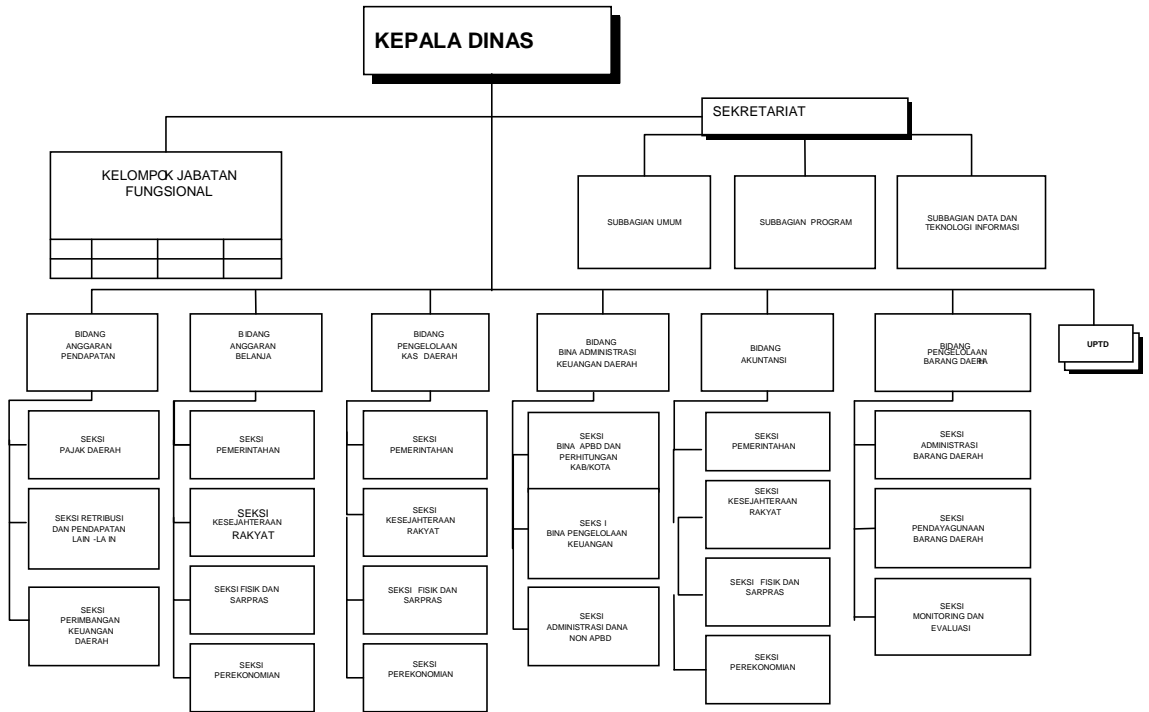 KEPALA DINAS
SEKRETARIAT
KELOMPOK JABATAN
FUNGSIONAL
SUBBAGIAN UMUM
SUBBAGIAN PROGRAM
SUBBAGIAN DATA DAN
TEKNOLOGI INFORMASI
BIDANG
ANGGARAN
PENDAPATAN
BIDANG
ANGGARAN
BELANJA
BIDANG
PENGELOLAAN
KAS DAERAH
BIDANG
BINA ADMINISTRASI
KEUANGAN DAERAH
BIDANG
AKUNTANSI
BIDANG
PENGELOLAAN
BARANG DAERHA
UPTD
SEKSI
PAJAK DAERAH
SEKSI RETRIBUSI
DAN PENDAPATAN
LAIN -LA IN
SEKSI
PERIMBANGAN
KEUANGAN
DAERAH
SEKSI
PEMERINTAHAN
SEKSI
KESEJAHTERAAN
RAKYAT
SEKSI FISIK DAN
SARPRAS
SEKSI
PEREKONOMIAN
SEKSI
PEMERINTAHAN
SEKSI
KESEJAHTERAAN
RAKYAT
SEKSI FISIK DAN
SARPRAS
SEKSI
PEREKONOMIAN
SEKSI
BINA APBD DAN
PERHITUNGAN
KAB/KOTA
SEKS I
BINA PENGELOLAAN
KEUANGAN
SEKSI
ADMINISTRASI DANA
NON APBD
SEKSI
PEMERINTAHAN
SEKSI
KESEJAHTERAAN
RAKYAT
SEKSI FISIK DAN
SARPRAS
SEKSI
PEREKONOMIAN
SEKSI
ADMINISTRASI
BARANG DAERAH
SEKSI
PENDAYAGUNAAN
BARANG DAERAH
SEKSI
MONITORING DAN
EVALUASI